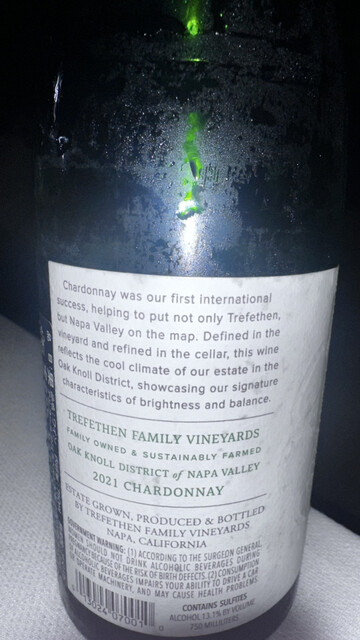 Chardonnay was our first international
success, helping to put not only Trefethen,
but Napa Valley on the map. Defined in the
vineyard and refined in the cellar, this wine
reflects the cool climate of our estate in the
Oak Knoll District, showcasing our signature
characteristics of brightness and balance.
TREFETHEN FAMILY VINEYARDS
FAMILY OWNED & SUSTAINABLY FARMED
OAK KNOLL DISTRICT of NAPA VALLEY
2021 CHARDONNAY
ESTATE GROWN, PRODUCED & BOTTLED
BY TREFETHEN FAMILY VINEYARDS
NAPA, CALIFORNIA
GOVERNMENT WARNING: (1) ACCORDING TO THE SURGEON GENERAL,
WOMEN SHOULD NOT DRINK ALCOHOLIC BEVERAGES DURING
PREGNANCY BECAUSE OF THE RISK OF BIRTH DEFECTS. (2) CONSUMPTION
OF ALCOHOLIC BEVERAGES IMPAIRS YOUR ABILITY TO DRIVE A CAR
OR OPERATE MACHINERY, AND MAY CAUSE HEALTH PROBLEMS.
CONTAINS SULFITES
ALCOHOL 13.1% BY VOLUME
750 MILLILITERS